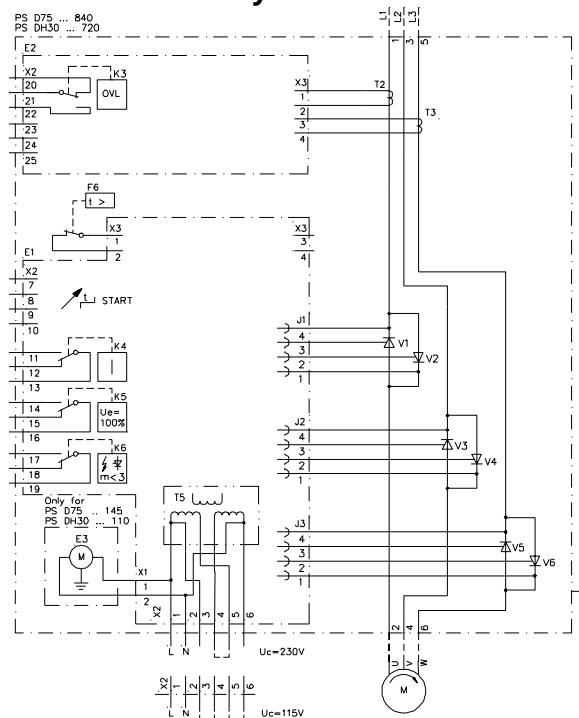 PS D75 ... 840
PS DH30 ... 720
L1 L2 L3
1 3 5
E2
X2
20
21
22
23
24
25
K3
OVL
X3
1
2
3
4
T2
T3
F6
t >
X3
1
2
X3
3
4
E1
X2
7
8
9
10
t
START
11
12
13
K4
I
14
15
16
K5
Ue=
100%
17
18
19
K6
m<3
J1
4
3
2
1
V1
V2
J2
4
3
2
1
V3
V4
J3
4
3
2
1
V5
V6
Only for
PS D75 .. 145
PS DH30 ... 110
E3
M
T5
X1
1
2
X2
1 2 3 4 5 6
L N
Uc=230V
X2
1 2 3 4 5 6
L N
Uc=115V
2 4 6
U V W
M